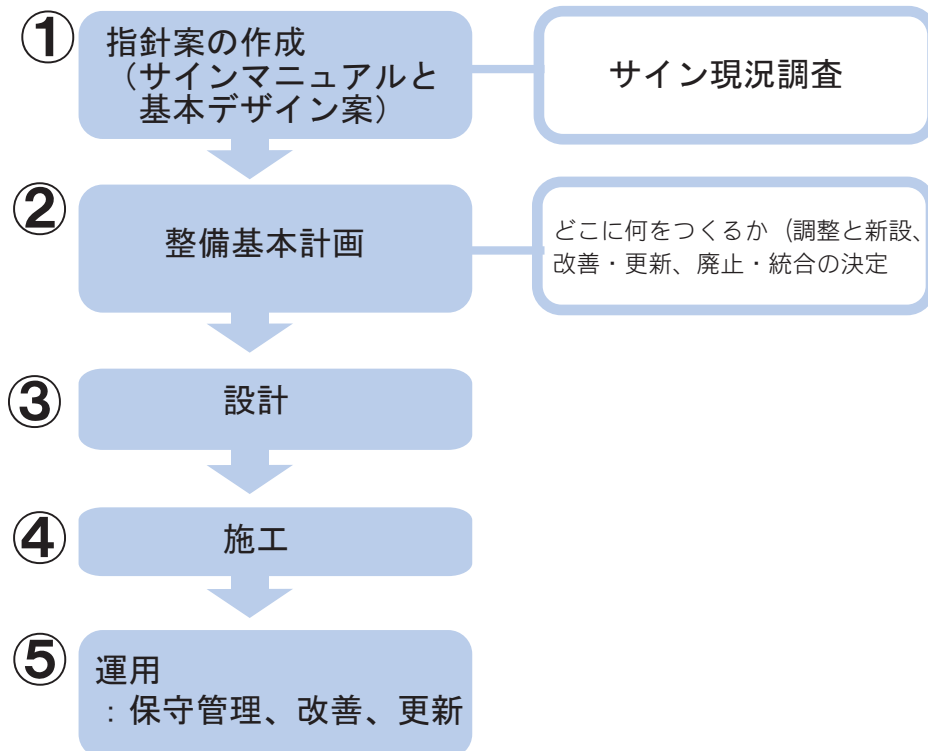 ①
指針案の作成
（サインマニュアルと
基本デザイン案）
サイン現況調査
②
整備基本計画
どこに何をつくるか（調整と新設、
改善・更新、廃止・統合の決定
③
設計
④
施工
⑤
運用
：保守管理、改善、更新